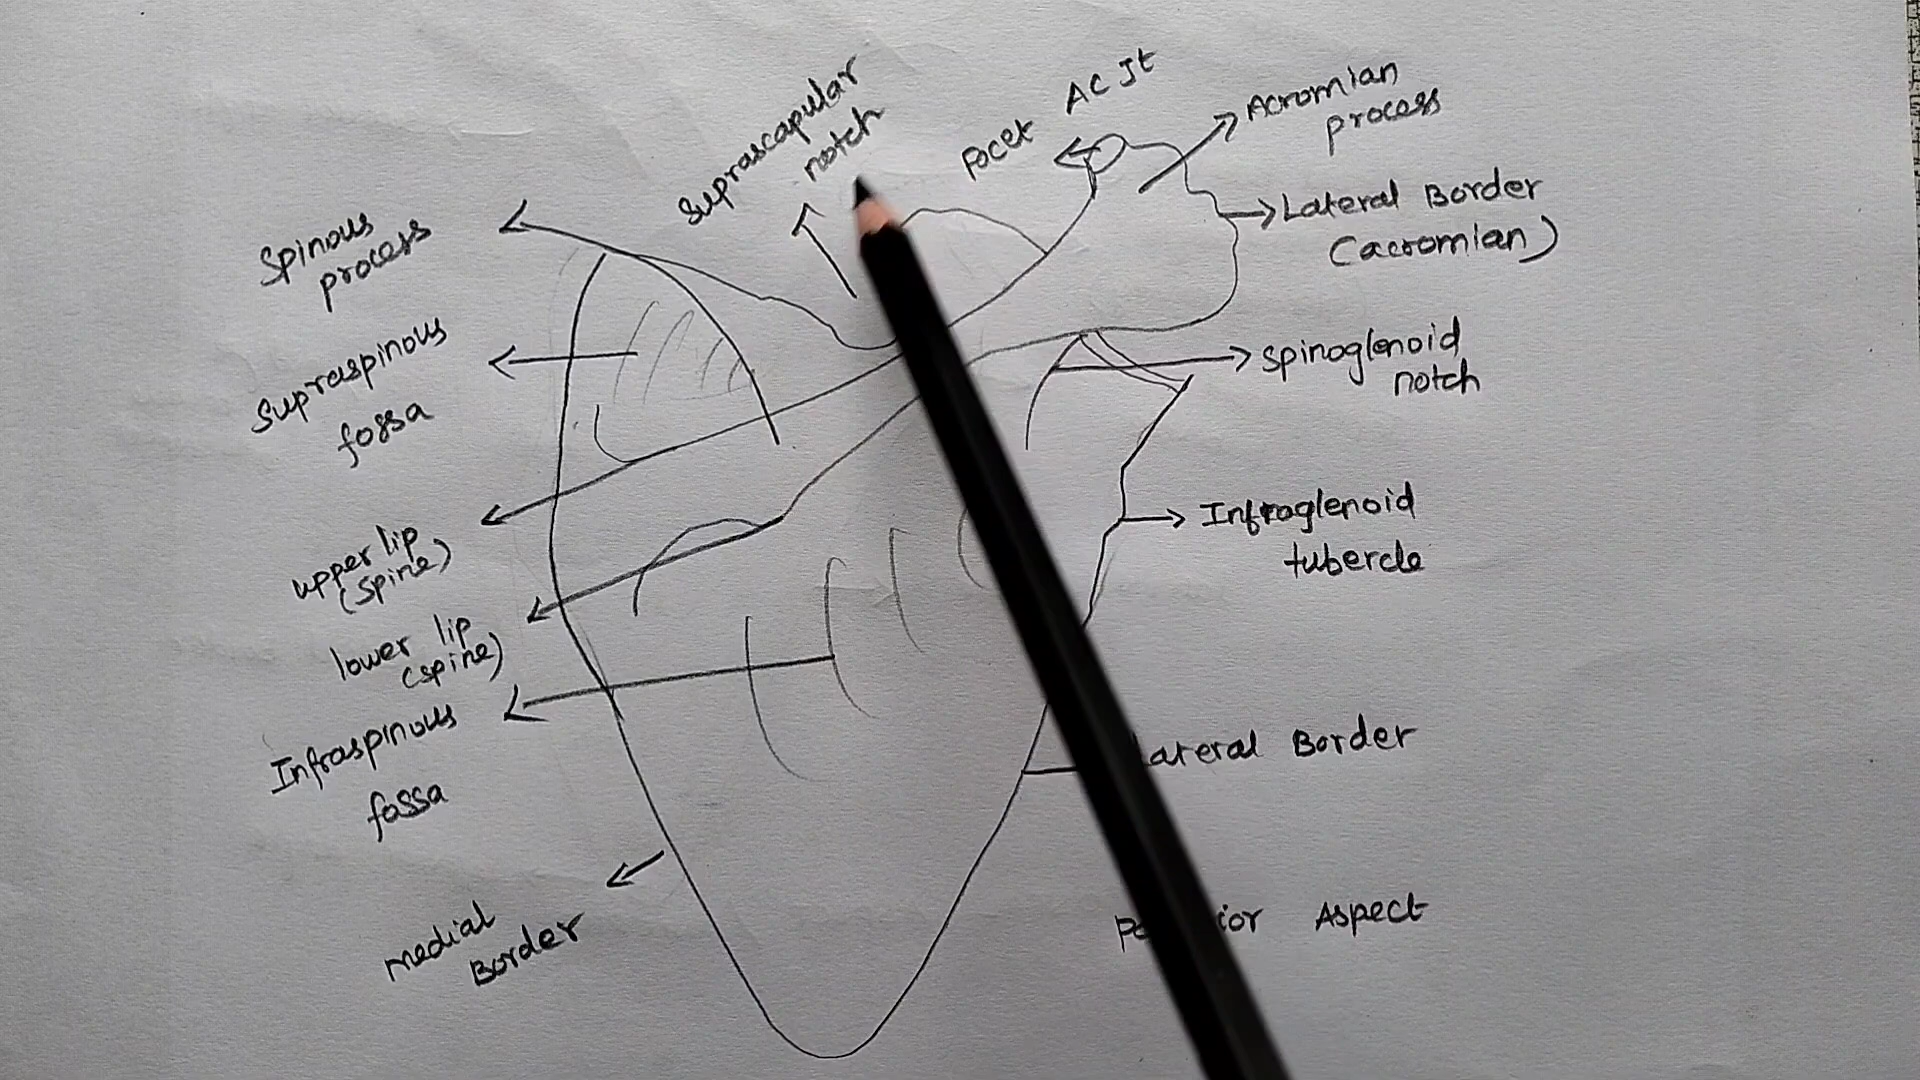 Suprascapular
notch
Facet AC Jt
Acromian
process
Lateral Border
(acromian)
Spinous
process
Supraspinous
fossa
Spinoglenoid
notch
Infraglenoid
tubercle
upper lip
(spine)
lower lip
(spine)
Infraspinous
fossa
Lateral Border
medial
Border
Aspect